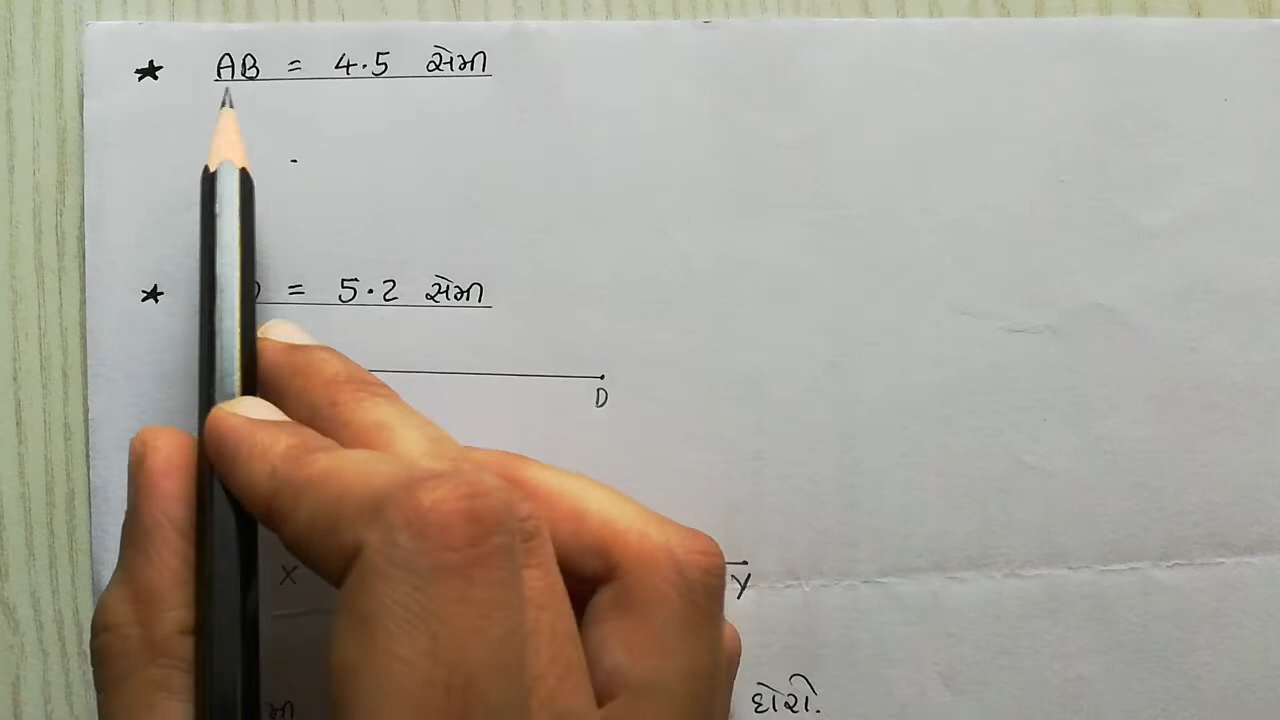 ★ AB = 4.5 સેમી
★ = 5.2 સેમી
D
X Y
દોરો.